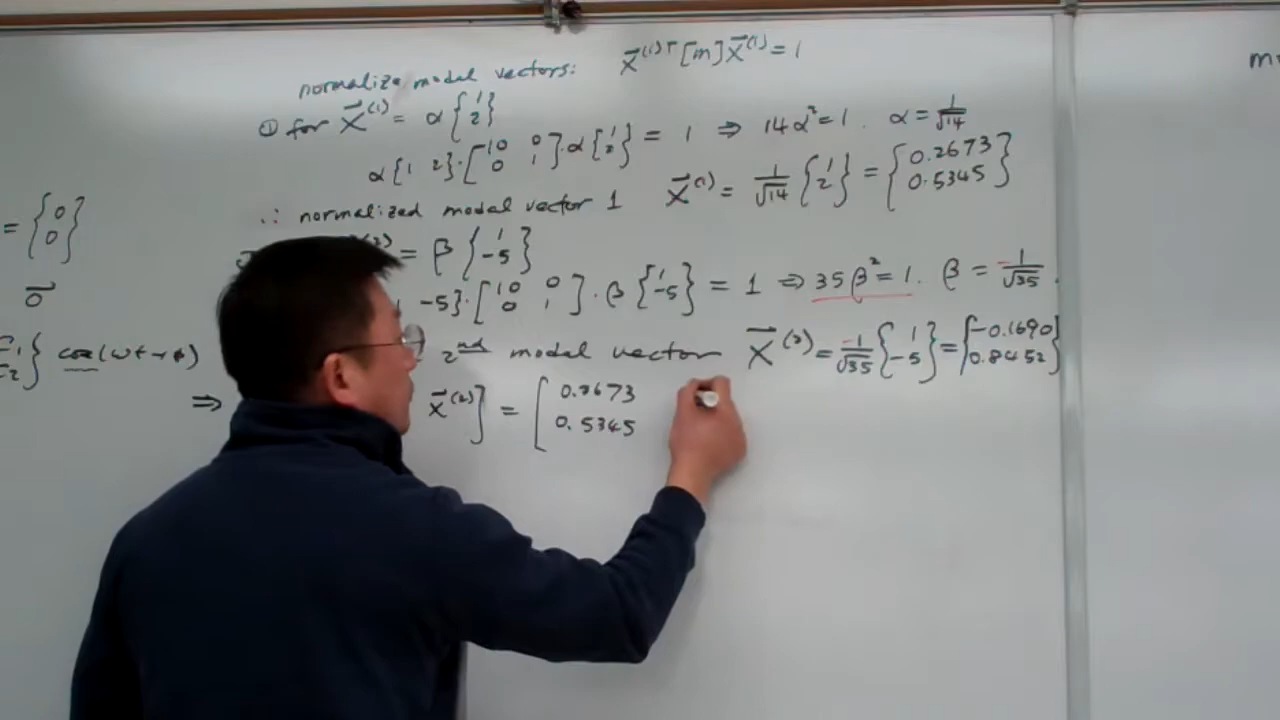 normalize modal vectors: X⃗⁽¹⁾ᵀ [m] X⃗⁽¹⁾ = 1
① for X⃗⁽¹⁾ = α {1 2}
α {1 2} · [10 0 0 1] · α {1 2} = 1 ⇒ 14α² = 1. α = 1/√14
∴ normalized modal vector 1 X⃗⁽¹⁾ = 1/√14 {1 2} = {0.2673 0.5345}
= {0 0}
⁽²⁾ = β {1 -5}
0⃗
-5} · [10 0 0 1] · β {1 -5} = 1 ⇒ 35β² = 1. β = -1/√35.
2nd modal vector X⃗⁽²⁾ = -1/√35 {1 -5} = {-0.1690 0.8452}
C₂} cos(ωt-φ)
⇒ X⃗⁽²⁾] = [0.2673 0.5345